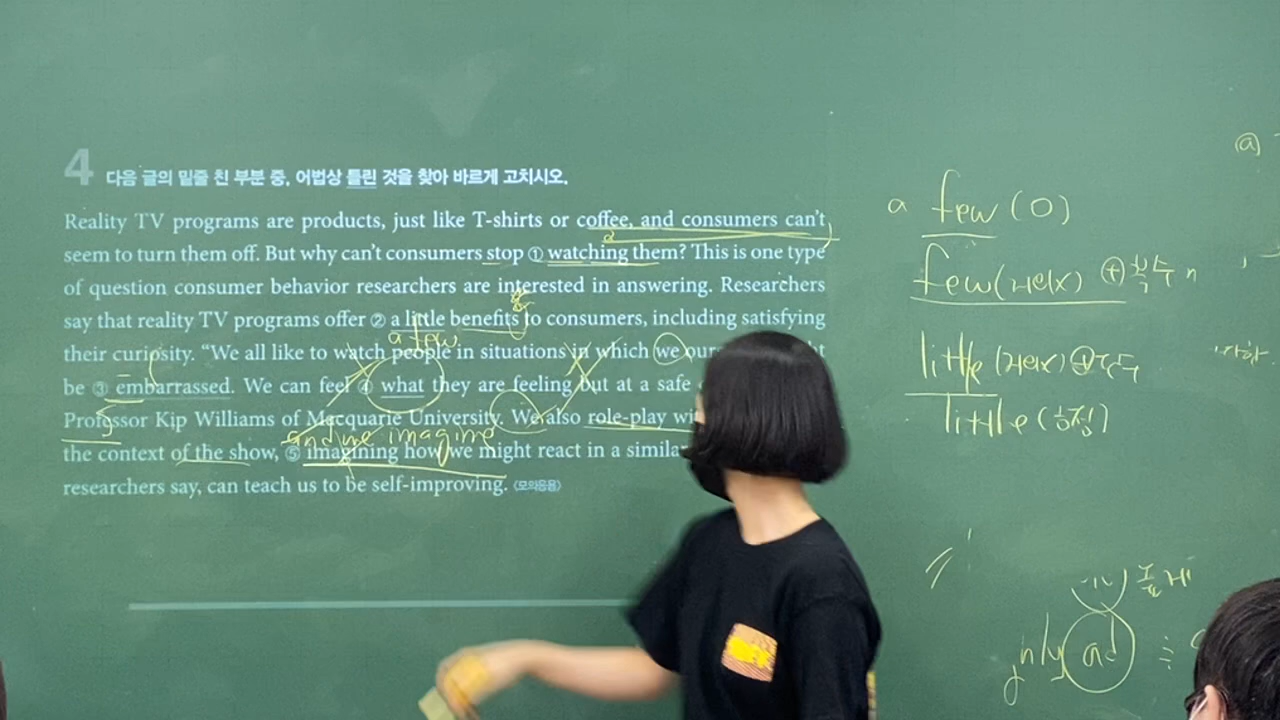 4 다음 글의 밑줄 친 부분 중, 어법상 틀린 것을 찾아 바르게 고치시오.
Reality TV programs are products, just like T-shirts or coffee, and consumers can't
seem to turn them off. But why can't consumers stop ① watching them? This is one type
of question consumer behavior researchers are interested in answering. Researchers
say that reality TV programs offer ② a little benefits to consumers, including satisfying
a few
their curiosity. “We all like to watch people in situations in which we
be ③ embarrassed. We can feel ④ what they are feeling but at a safe
Professor Kip Williams of Macquarie University. We also role-play
and we imagine
the context of the show, ⑤ imagining how we might react in a
researchers say, can teach us to be self-improving. (모의응용)
a few (O)
few (거의X) + 복수 n
little (거의X) +
little (
ad
(a)